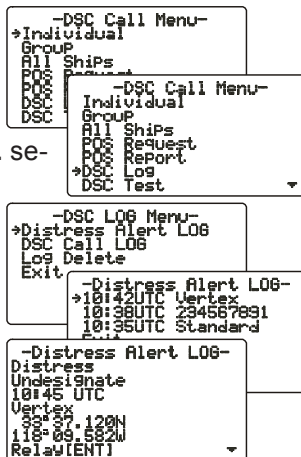 -DSC Call Menu-
→Individual
Group
All Ships
POS Request
POS
DSC
DSC
-DSC Call Menu-
Individual
Group
All Ships
POS Request
POS Report
→DSC Log
DSC Test
. se-
-DSC LOG Menu-
→Distress Alert LOG
DSC Call LOG
Log Delete
Exit
-Distress Alert LOG-
→10:42UTC Vertex
10:38UTC 234567891
10:35UTC Standard
-Distress Alert LOG-
Distress
Undesignate
10:45 UTC
Vertex
33°37.120N
118°09.582W
Relay[ENT]